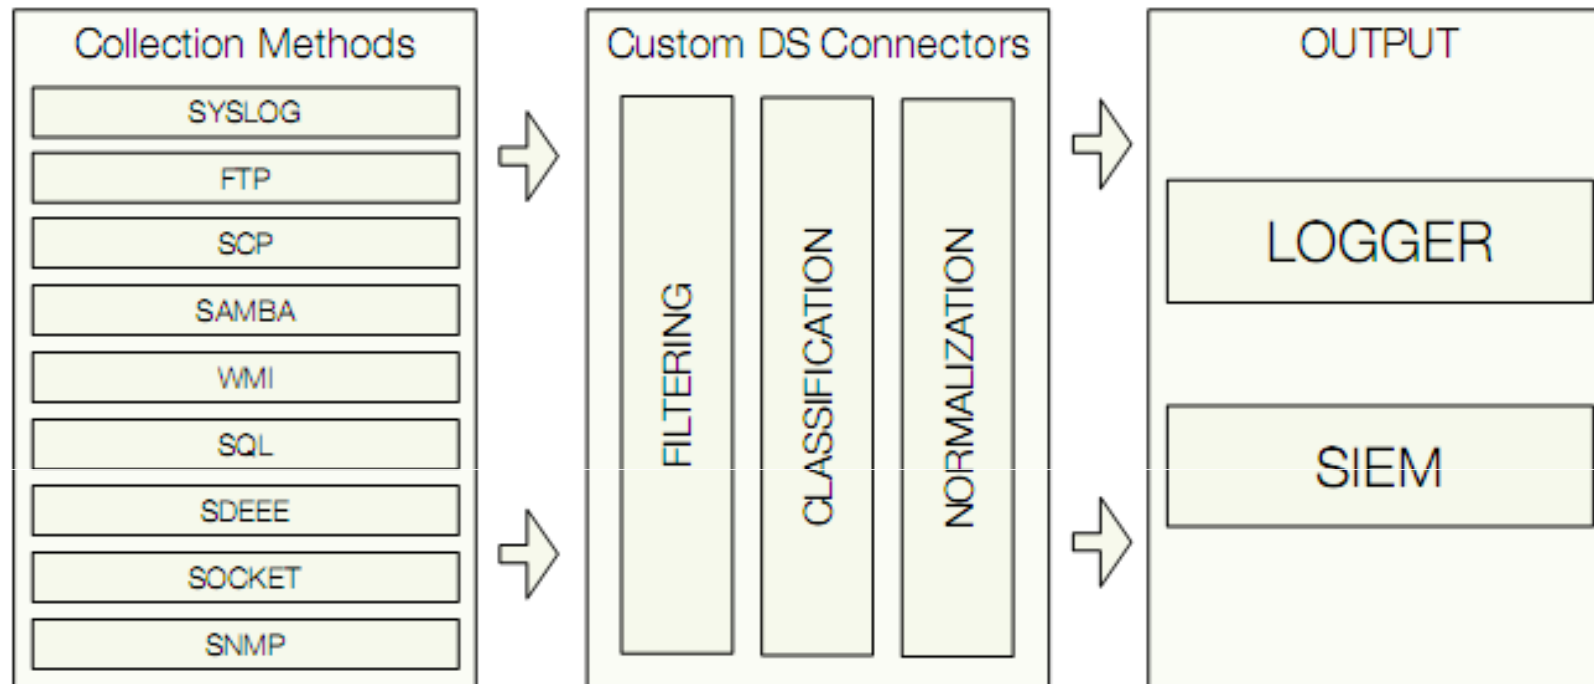 Collection Methods
SYSLOG
FTP
SCP
SAMBA
WMI
SQL
SDEEE
SOCKET
SNMP
Custom DS Connectors
FILTERING
CLASSIFICATION
NORMALIZATION
OUTPUT
LOGGER
SIEM